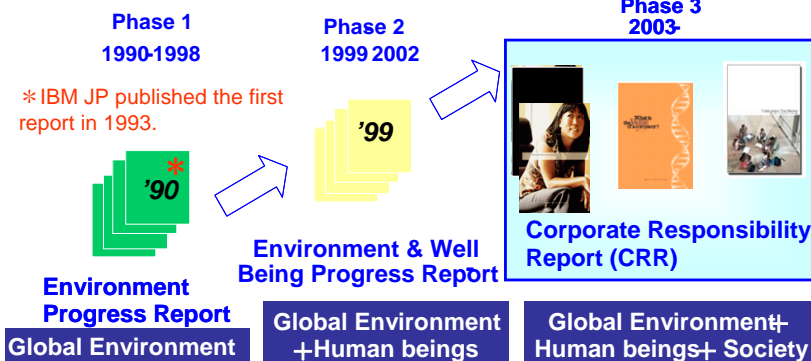 Phase 1
1990-1998
Phase 2
1999 2002
Phase 3
2003-
*IBM JP published the first
report in 1993.
*
'90
'99
Environment
Progress Report
Environment & Well
Being Progress Report
Corporate Responsibility
Report (CRR)
Global Environment
Global Environment
+Human beings
Global Environment+
Human beings+ Society